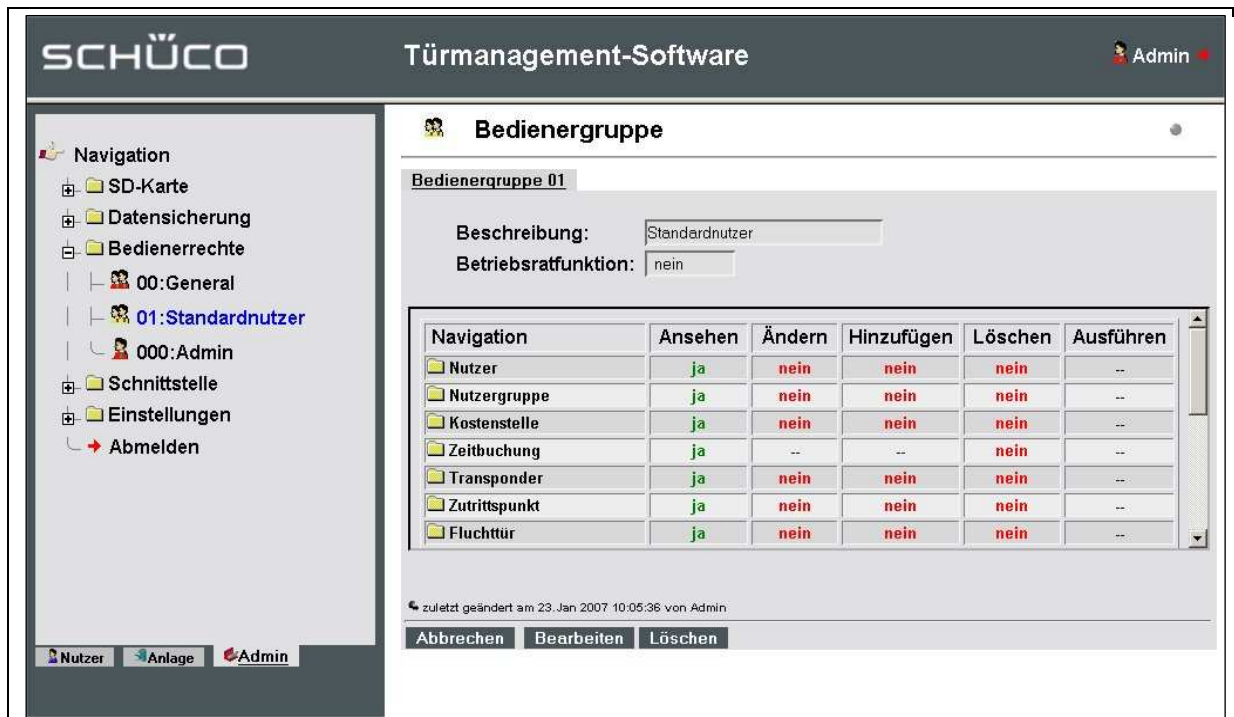 SCHÜCO Türmanagement-Software Admin
Navigation
SD-Karte
Datensicherung
Bedienerrechte
00:General
01:Standardnutzer
000:Admin
Schnittstelle
Einstellungen
Abmelden
Nutzer Anlage Admin
Bedienergruppe
Bedienergruppe 01
Beschreibung: Standardnutzer
Betriebsratfunktion: nein
Navigation Ansehen Ändern Hinzufügen Löschen Ausführen
Nutzer ja nein nein nein --
Nutzergruppe ja nein nein nein --
Kostenstelle ja nein nein nein --
Zeitbuchung ja -- -- nein --
Transponder ja nein nein nein --
Zutrittspunkt ja nein nein nein --
Fluchttür ja nein nein nein --
zuletzt geändert am 23.Jan 2007 10:05:36 von Admin
Abbrechen Bearbeiten Löschen